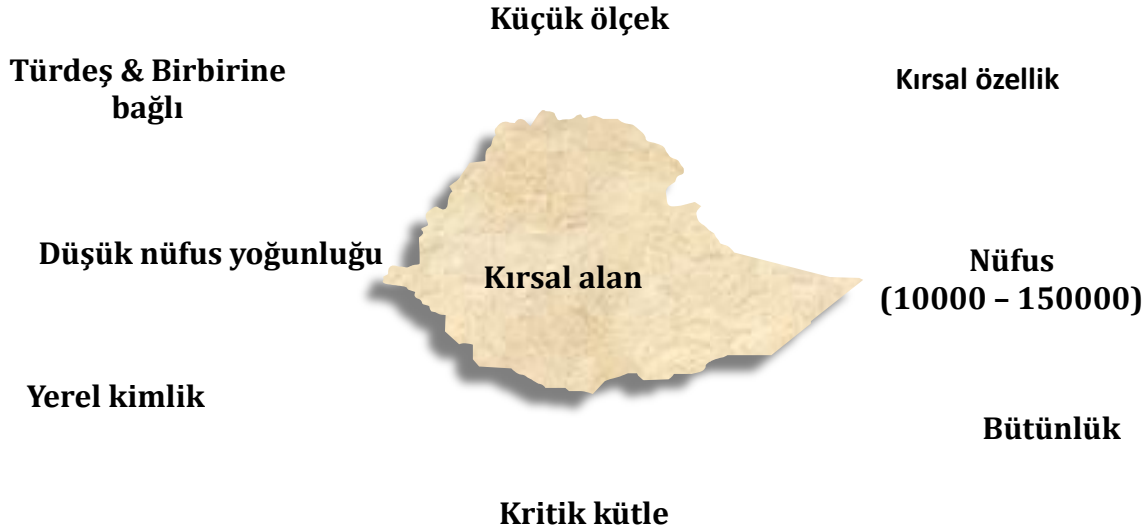 Küçük ölçek
Türdeş & Birbirine
bağlı
Kırsal özellik
Düşük nüfus yoğunluğu
Kırsal alan
Nüfus
(10000 – 150000)
Yerel kimlik
Bütünlük
Kritik kütle